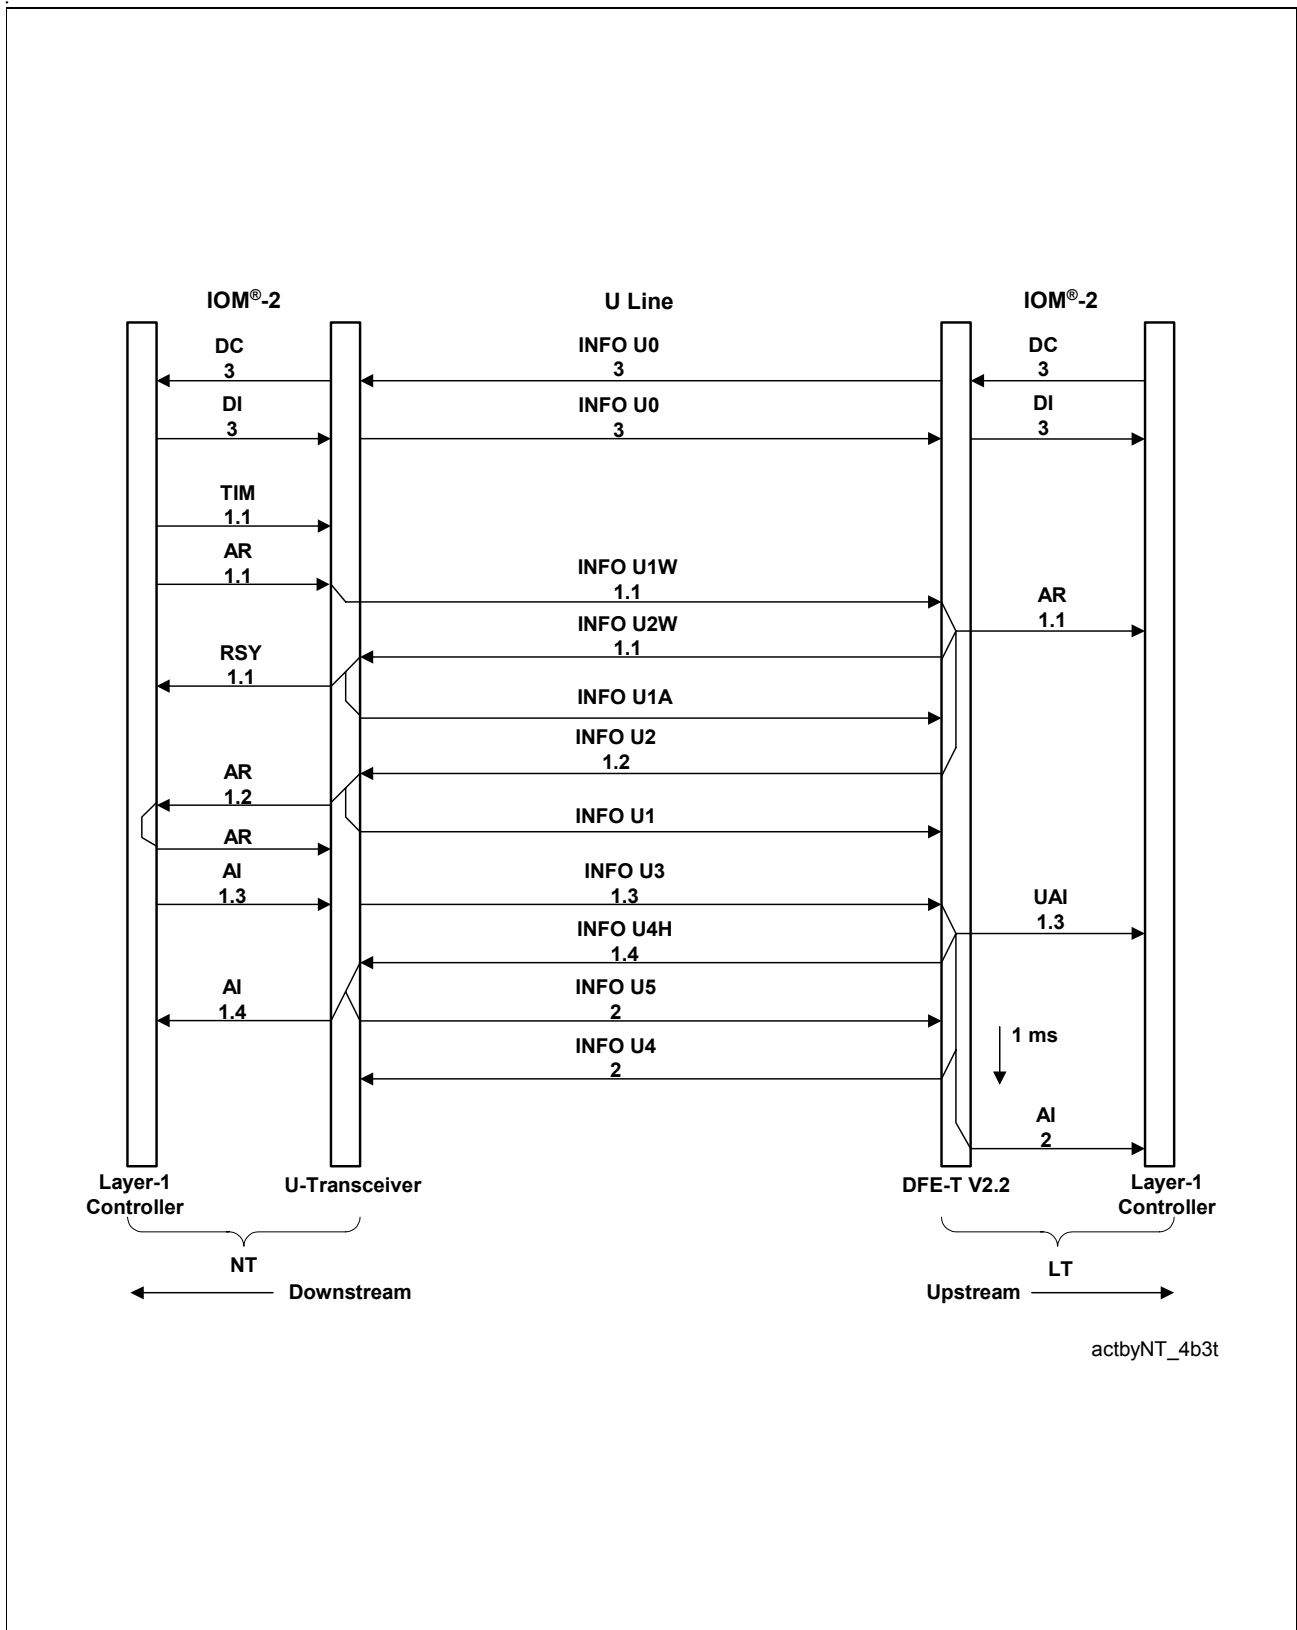 IOM®-2 U Line IOM®-2
DC INFO U0 DC
3 3 3
DI INFO U0 DI
3 3 3
TIM
1.1
AR
1.1
INFO U1W
1.1
AR
1.1
INFO U2W
1.1
RSY
1.1
INFO U1A
INFO U2
1.2
AR
1.2
INFO U1
AR
AI INFO U3
1.3 1.3
UAI
1.3
INFO U4H
1.4
AI INFO U5
1.4 2
1 ms
INFO U4
2
AI
2
Layer-1
Controller
U-Transceiver
DFE-T V2.2
Layer-1
Controller
NT
LT
Downstream
Upstream
actbyNT_4b3t